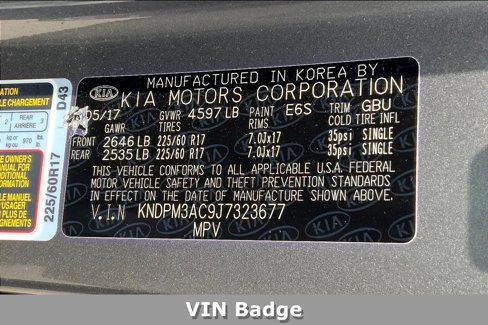 MANUFACTURED IN KOREA BY
KIA KIA MOTORS CORPORATION
05/17 GVWR 4597 LB PAINT E6S TRIM GBU
GAWR TIRES RIMS COLD TIRE INFL
FRONT 2646 LB 225/60 R17 7.0Jx17 35psi SINGLE
REAR 2535 LB 225/60 R17 7.0Jx17 35psi SINGLE
THIS VEHICLE CONFORMS TO ALL APPLICABLE U.S.A. FEDERAL
MOTOR VEHICLE SAFETY AND THEFT PREVENTION STANDARDS
IN EFFECT ON THE DATE OF MANUFACTURE SHOWN ABOVE.
V.I.N KNDPM3AC9J7323677
MPV
D43
225/60R17
REAR
ARRIÈRE
VIN Badge